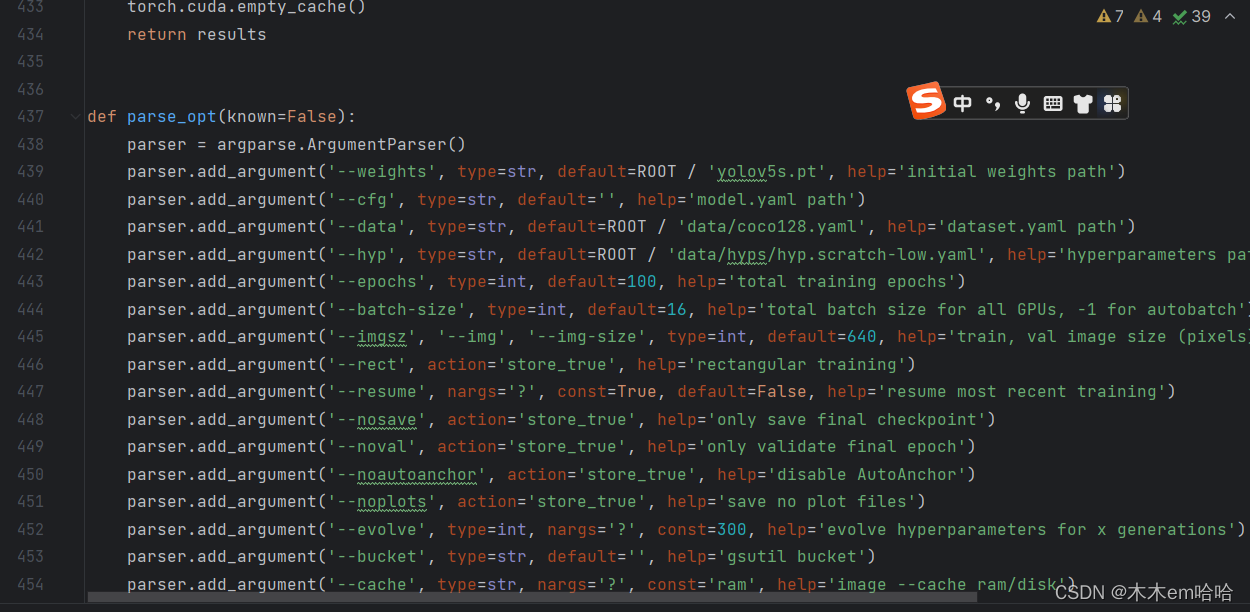 433 torch.cuda.empty_cache()
434 return results
435
436
437 def parse_opt(known=False):
438 parser = argparse.ArgumentParser()
439 parser.add_argument('--weights', type=str, default=ROOT / 'yolov5s.pt', help='initial weights path')
440 parser.add_argument('--cfg', type=str, default='', help='model.yaml path')
441 parser.add_argument('--data', type=str, default=ROOT / 'data/coco128.yaml', help='dataset.yaml path')
442 parser.add_argument('--hyp', type=str, default=ROOT / 'data/hyps/hyp.scratch-low.yaml', help='hyperparameters pa
443 parser.add_argument('--epochs', type=int, default=100, help='total training epochs')
444 parser.add_argument('--batch-size', type=int, default=16, help='total batch size for all GPUs, -1 for autobatch')
445 parser.add_argument('--imgsz', '--img', '--img-size', type=int, default=640, help='train, val image size (pixels)
446 parser.add_argument('--rect', action='store_true', help='rectangular training')
447 parser.add_argument('--resume', nargs='?', const=True, default=False, help='resume most recent training')
448 parser.add_argument('--nosave', action='store_true', help='only save final checkpoint')
449 parser.add_argument('--noval', action='store_true', help='only validate final epoch')
450 parser.add_argument('--noautoanchor', action='store_true', help='disable AutoAnchor')
451 parser.add_argument('--noplots', action='store_true', help='save no plot files')
452 parser.add_argument('--evolve', type=int, nargs='?', const=300, help='evolve hyperparameters for x generations')
453 parser.add_argument('--bucket', type=str, default='', help='gsutil bucket')
454 parser.add_argument('--cache', type=str, nargs='?', const='ram', help='image --cache ram/disk')
7 4 39
S 中
CSDN @木木em哈哈